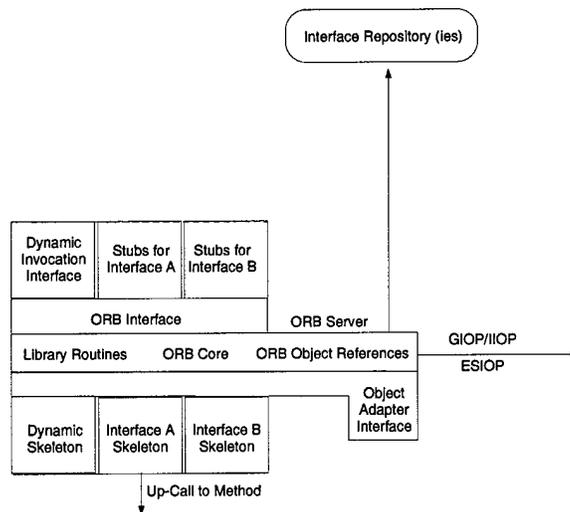 Interface Repository (ies)
Dynamic
Invocation
Interface
Stubs for
Interface A
Stubs for
Interface B
ORB Interface
ORB Server
Library Routines
ORB Core
ORB Object References
GIOP/IIOP
ESIOP
Object
Adapter
Interface
Dynamic
Skeleton
Interface A
Skeleton
Interface B
Skeleton
Up-Call to Method